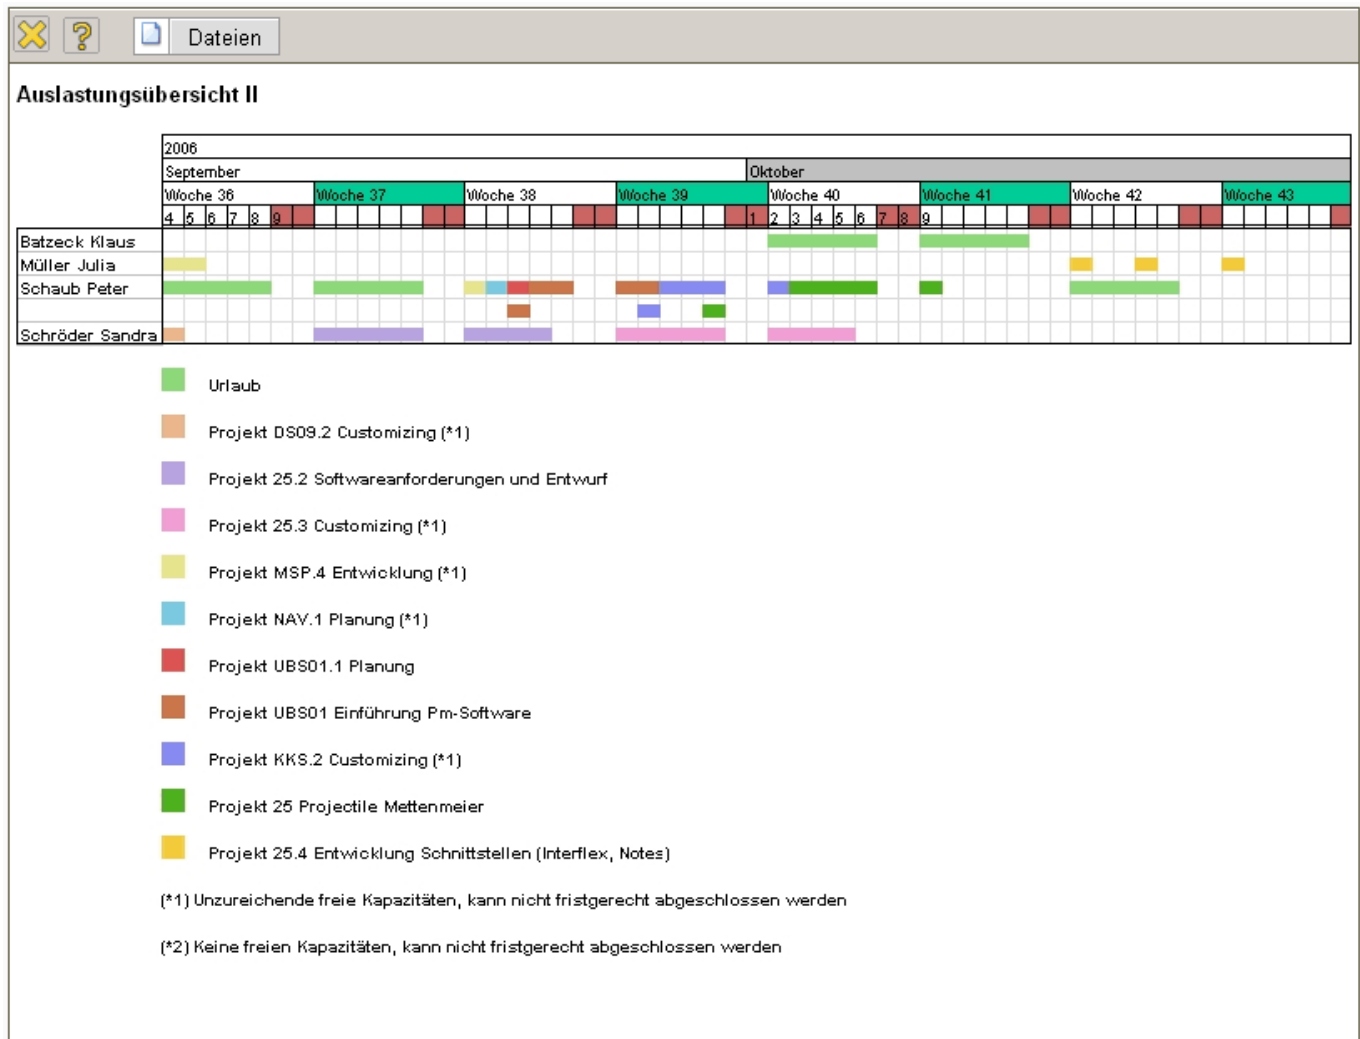 Dateien
Auslastungsübersicht II
2006
September Oktober
Woche 36 Woche 37 Woche 38 Woche 39 Woche 40 Woche 41 Woche 42 Woche 43
4 5 6 7 8 9 1 2 3 4 5 6 7 8 9
Batzeck Klaus
Müller Julia
Schaub Peter
Schröder Sandra
Urlaub
Projekt DS09.2 Customizing (*1)
Projekt 25.2 Softwareanforderungen und Entwurf
Projekt 25.3 Customizing (*1)
Projekt MSP.4 Entwicklung (*1)
Projekt NAV.1 Planung (*1)
Projekt UBS01.1 Planung
Projekt UBS01 Einführung Pm-Software
Projekt KKS.2 Customizing (*1)
Projekt 25 Projectile Mettenmeier
Projekt 25.4 Entwicklung Schnittstellen (Interflex, Notes)
(*1) Unzureichende freie Kapazitäten, kann nicht fristgerecht abgeschlossen werden
(*2) Keine freien Kapazitäten, kann nicht fristgerecht abgeschlossen werden